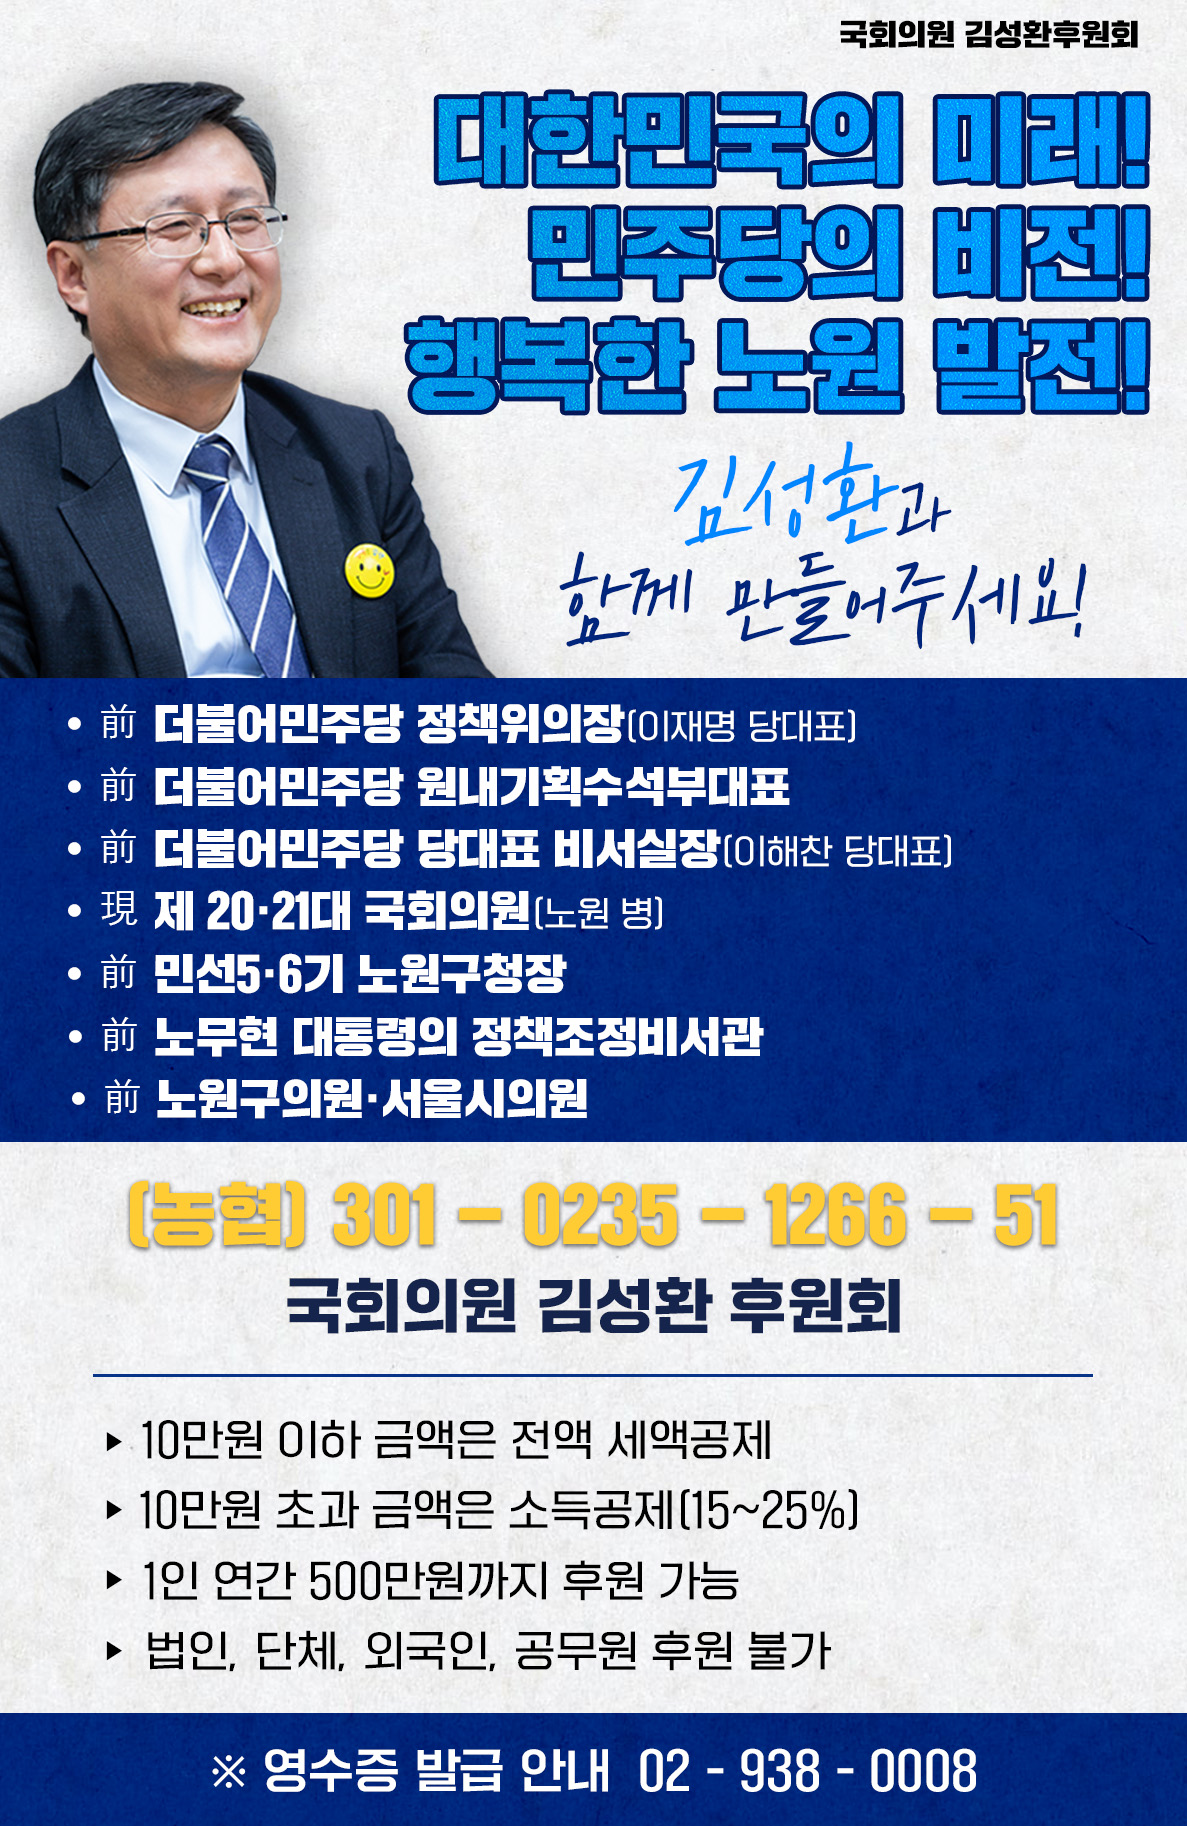 국회의원 김성환후원회
대한민국의 미래!
민주당의 비전!
행복한 노원 발전!
김성환과
함께 만들어주세요!
• 前 더불어민주당 정책위의장(이재명 당대표)
• 前 더불어민주당 원내기획수석부대표
• 前 더불어민주당 당대표 비서실장(이해찬 당대표)
• 現 제 20·21대 국회의원(노원 병)
• 前 민선5·6기 노원구청장
• 前 노무현 대통령의 정책조정비서관
• 前 노원구의원·서울시의원
(농협) 301 – 0235 – 1266 – 51
국회의원 김성환 후원회
▶ 10만원 이하 금액은 전액 세액공제
▶ 10만원 초과 금액은 소득공제(15~25%)
▶ 1인 연간 500만원까지 후원 가능
▶ 법인, 단체, 외국인, 공무원 후원 불가
※ 영수증 발급 안내 02 - 938 - 0008